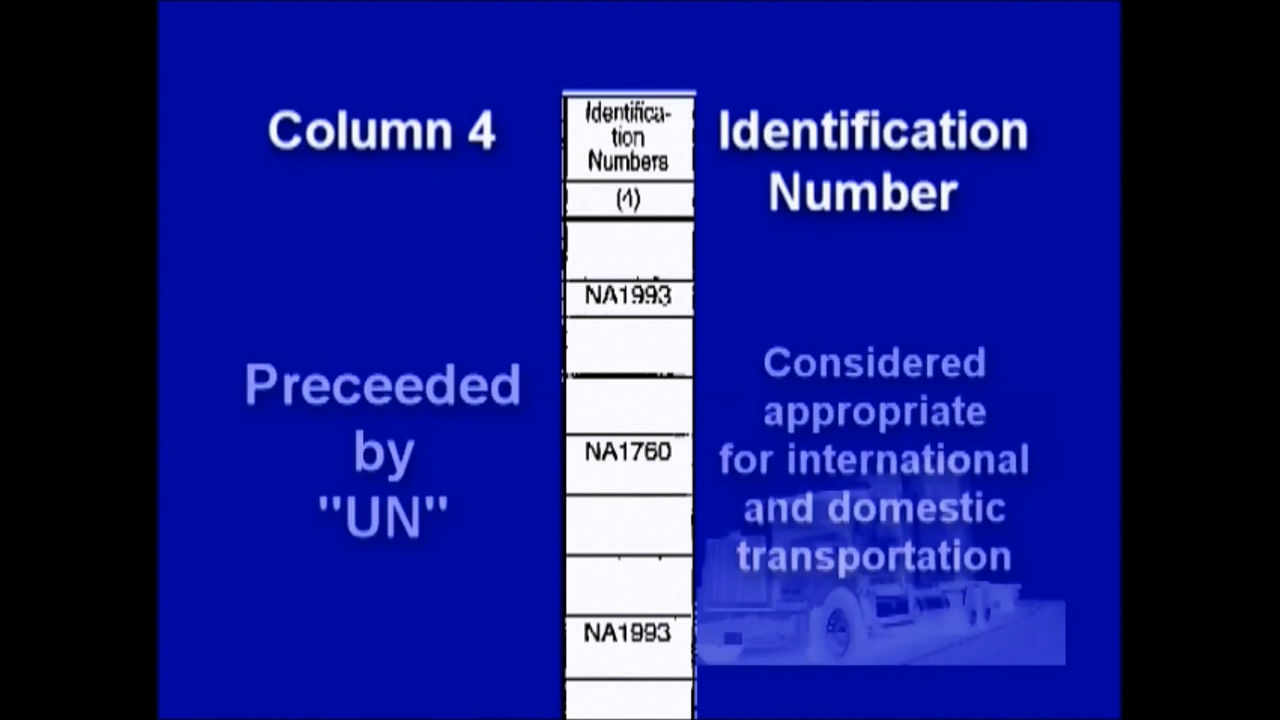 Column 4
Preceeded
by
"UN"
Identifica-
tion
Numbers
(4)
NA1993
NA1760
NA1993
Identification
Number
Considered
appropriate
for international
and domestic
transportation